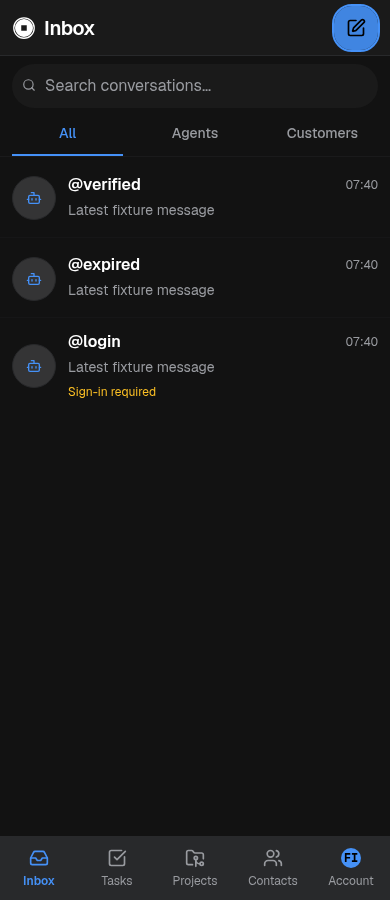 Inbox
Search conversations...
All Agents Customers
@verified 07:40
Latest fixture message
@expired 07:40
Latest fixture message
@login 07:40
Latest fixture message
Sign-in required
FI
Inbox Tasks Projects Contacts Account